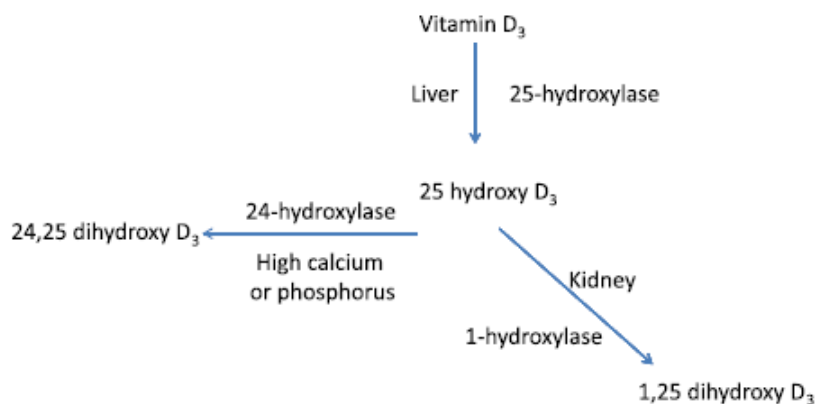 Vitamin D₃
Liver 25-hydroxylase
25 hydroxy D₃
24-hydroxylase
24,25 dihydroxy D₃
High calcium
or phosphorus
Kidney
1-hydroxylase
1,25 dihydroxy D₃